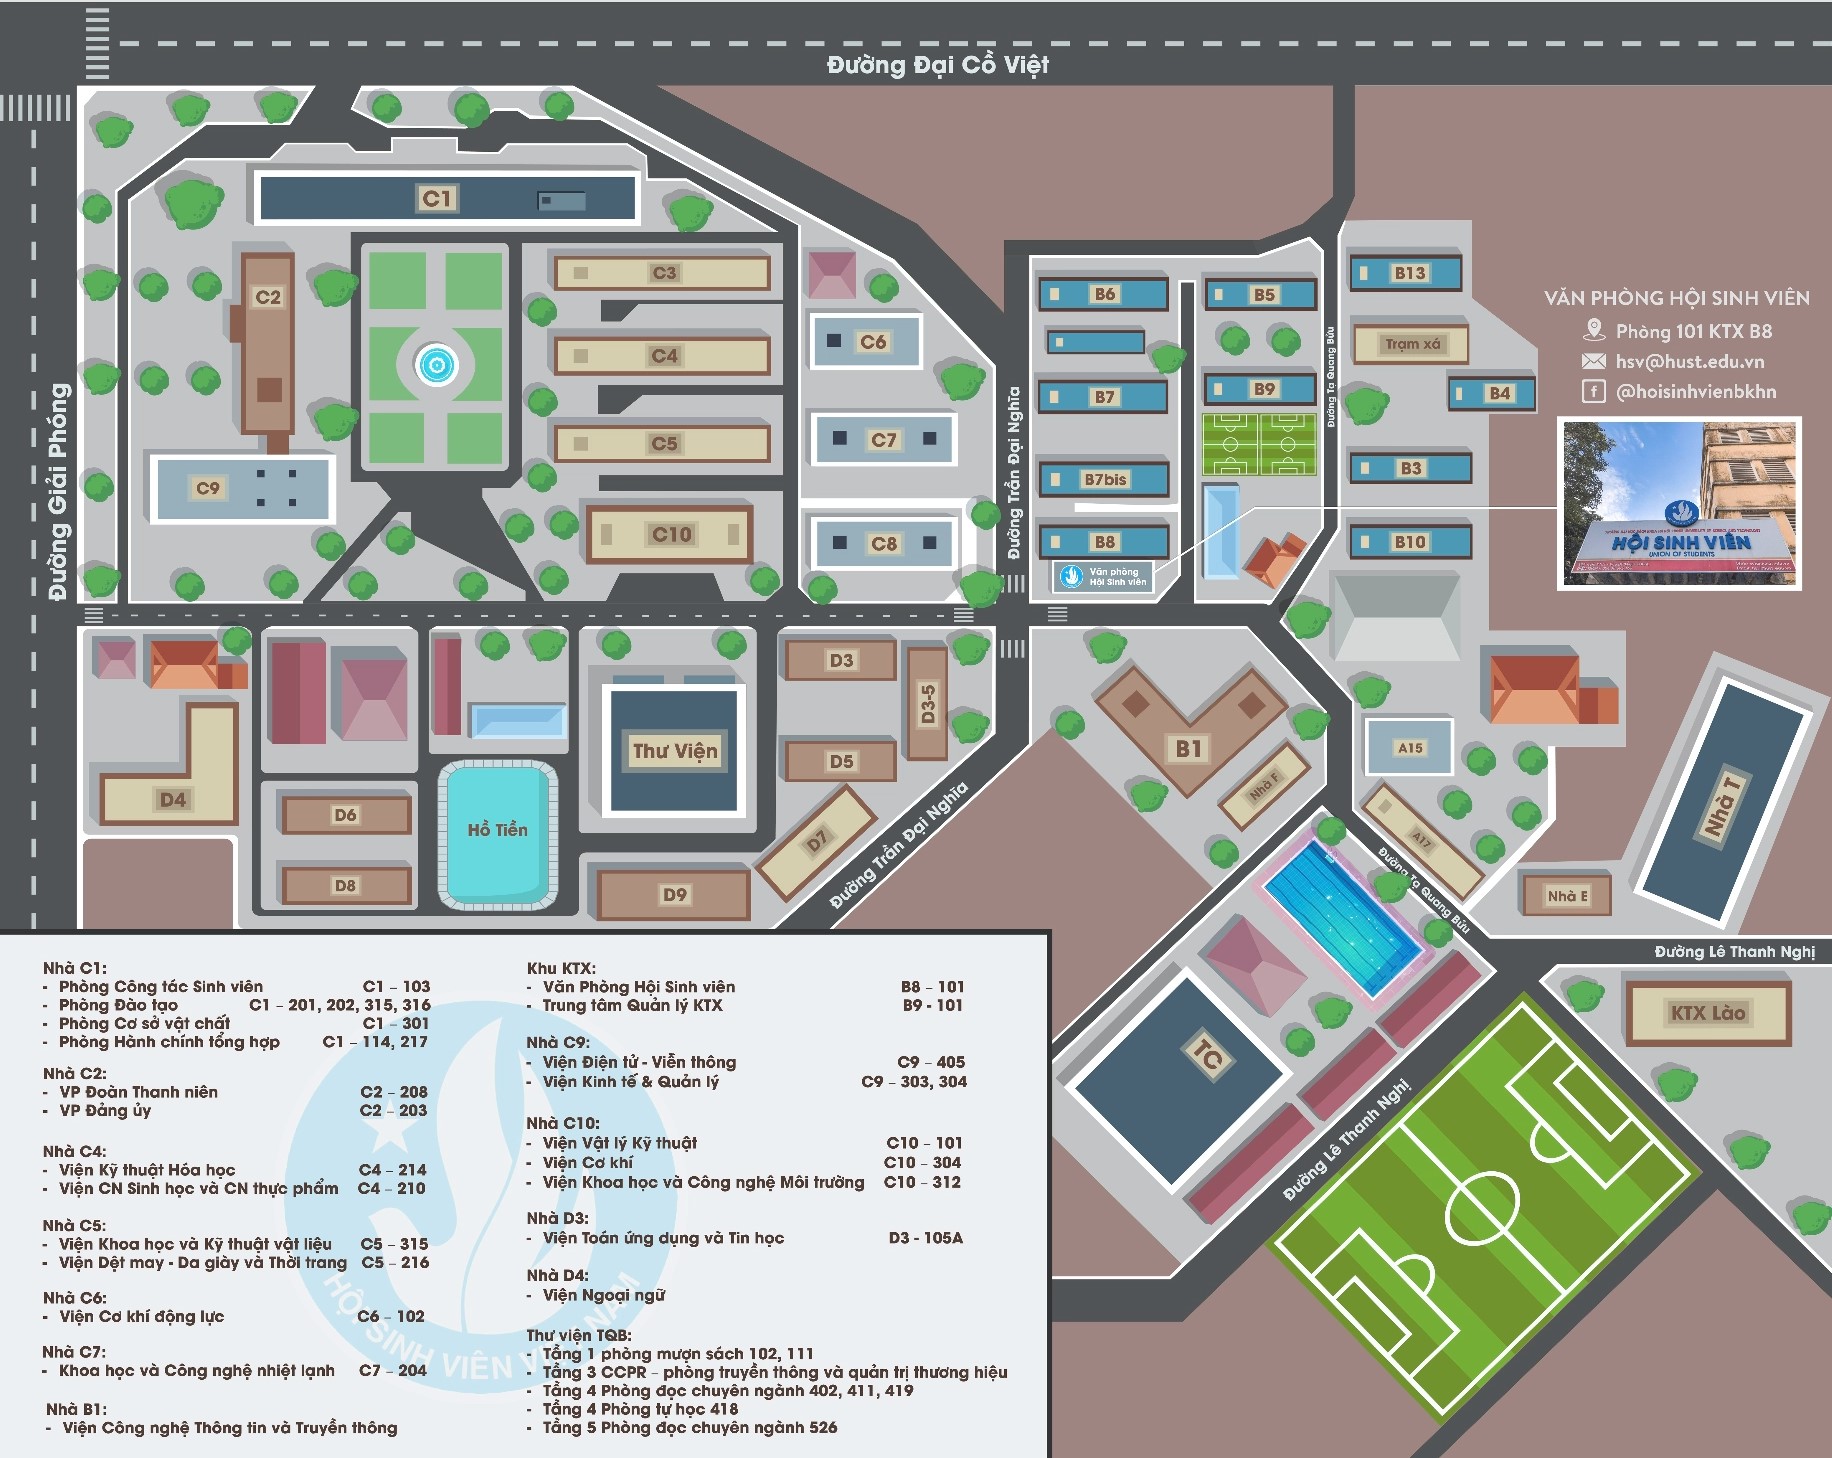 Đường Đại Cồ Việt
Đường Giải Phóng
C1
C2
C3
C4
C5
C6
C7
C8
C9
C10
Đường Trần Đại Nghĩa
B6
B5
B7
B9
B7bis
B8
Văn phòng
Hội Sinh viên
Đường Tạ Quang Bửu
B13
Trạm xá
B4
B3
B10
VĂN PHÒNG HỘI SINH VIÊN
Phòng 101 KTX B8
hsv@hust.edu.vn
@hoisinhvienbkhn
HỘI SINH VIÊN
UNION OF STUDENTS
D3
D3-5
D5
Thư Viện
D4
D6
D8
Hồ Tiền
D7
D9
Đường Trần Đại Nghĩa
B1
Nhà F
A15
A17
Đường Tạ Quang Bửu
Nhà T
Nhà E
Đường Lê Thanh Nghị
KTX Lào
TC
Đường Lê Thanh Nghị
Nhà C1:
- Phòng Công tác Sinh viên C1 – 103
- Phòng Đào tạo C1 – 201, 202, 315, 316
- Phòng Cơ sở vật chất C1 – 301
- Phòng Hành chính tổng hợp C1 – 114, 217
Nhà C2:
- VP Đoàn Thanh niên C2 – 208
- VP Đảng ủy C2 – 203
Nhà C4:
- Viện Kỹ thuật Hóa học C4 – 214
- Viện CN Sinh học và CN thực phẩm C4 – 210
Nhà C5:
- Viện Khoa học và Kỹ thuật vật liệu C5 – 315
- Viện Dệt may - Da giày và Thời trang C5 – 216
Nhà C6:
- Viện Cơ khí động lực C6 – 102
Nhà C7:
- Khoa học và Công nghệ nhiệt lạnh C7 – 204
Nhà B1:
- Viện Công nghệ Thông tin và Truyền thông
Khu KTX:
- Văn Phòng Hội Sinh viên B8 – 101
- Trung tâm Quản lý KTX B9 - 101
Nhà C9:
- Viện Điện tử - Viễn thông C9 – 405
- Viện Kinh tế & Quản lý C9 – 303, 304
Nhà C10:
- Viện Vật lý Kỹ thuật C10 – 101
- Viện Cơ khí C10 – 304
- Viện Khoa học và Công nghệ Môi trường C10 – 312
Nhà D3:
- Viện Toán ứng dụng và Tin học D3 - 105A
Nhà D4:
- Viện Ngoại ngữ
Thư viện TQB:
- Tầng 1 phòng mượn sách 102, 111
- Tầng 3 CCPR – phòng truyền thông và quản trị thương hiệu
- Tầng 4 Phòng đọc chuyên ngành 402, 411, 419
- Tầng 4 Phòng tự học 418
- Tầng 5 Phòng đọc chuyên ngành 526
HỘI SINH VIÊN VIỆT NAM